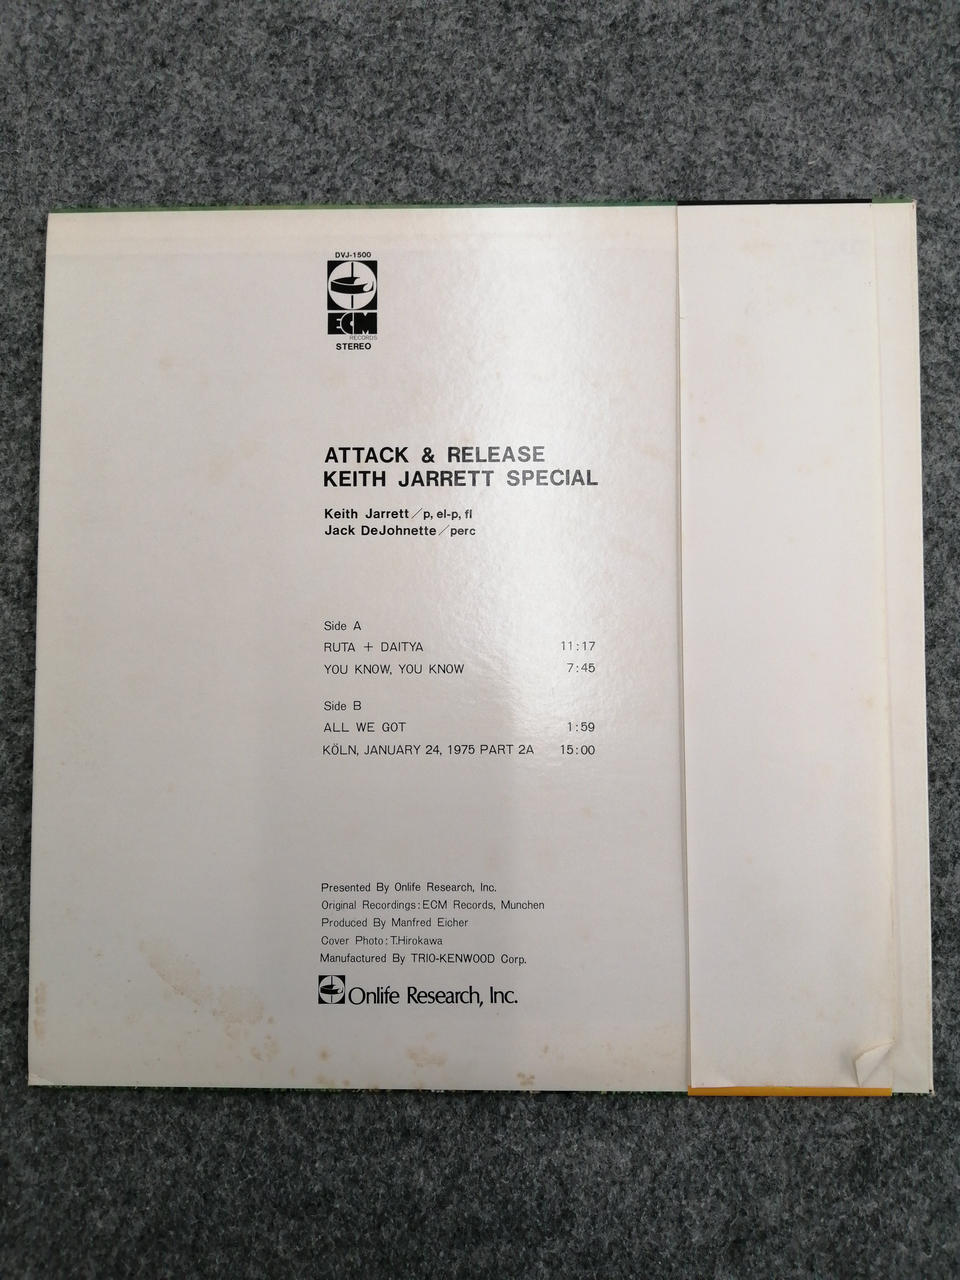 DVJ-1500
ECM
RECORDS
STEREO
ATTACK & RELEASE
KEITH JARRETT SPECIAL
Keith Jarrett/p, el-p, fl
Jack DeJohnette/perc
Side A
RUTA + DAITYA 11:17
YOU KNOW, YOU KNOW 7:45
Side B
ALL WE GOT 1:59
KÖLN, JANUARY 24, 1975 PART 2A 15:00
Presented By Onlife Research, Inc.
Original Recordings:ECM Records, Munchen
Produced By Manfred Eicher
Cover Photo:T.Hirokawa
Manufactured By TRIO-KENWOOD Corp.
Onlife Research, Inc.